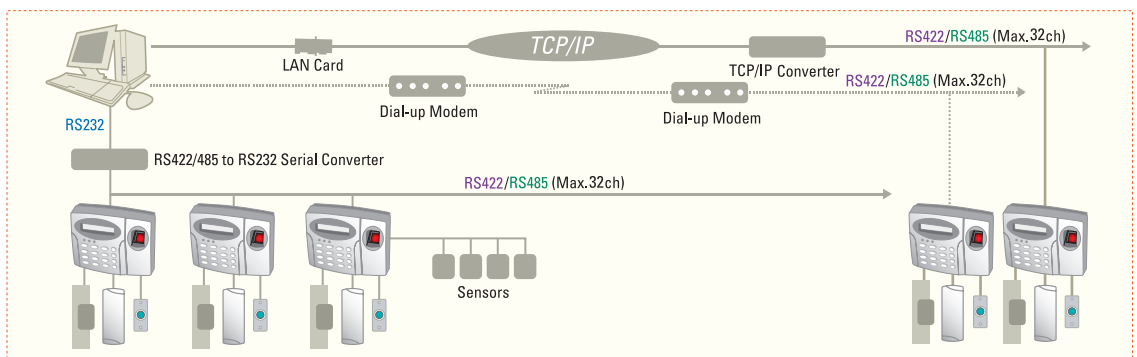 TCP/IP
RS422/RS485 (Max.32ch)
LAN Card
TCP/IP Converter
RS422/RS485 (Max.32ch)
Dial-up Modem
Dial-up Modem
RS232
RS422/485 to RS232 Serial Converter
RS422/RS485 (Max.32ch)
Sensors